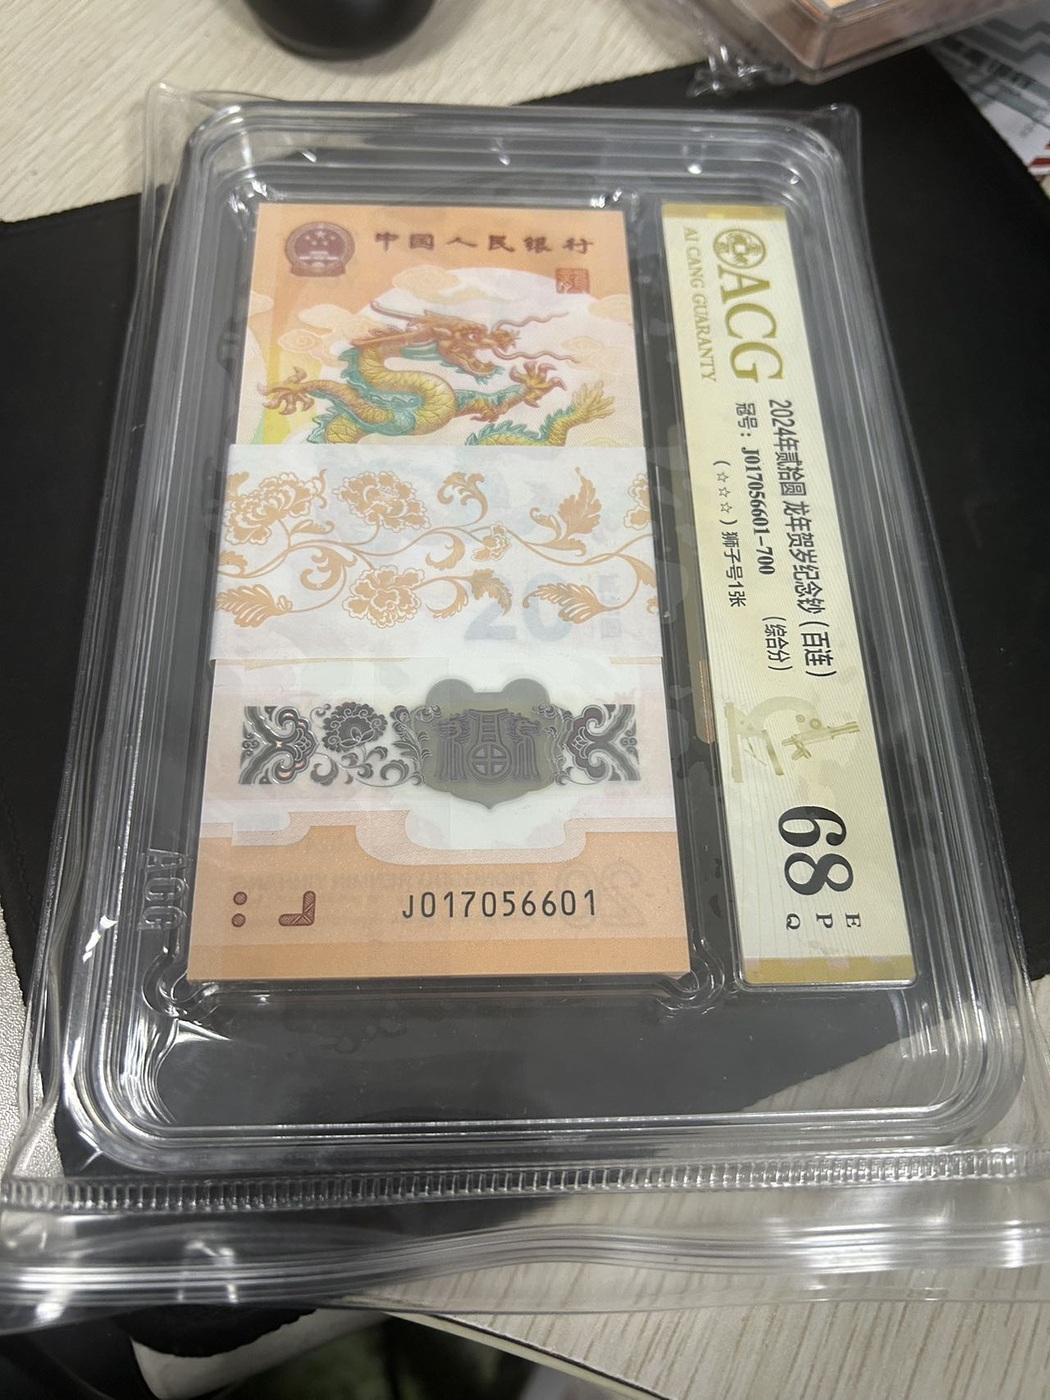 中国人民银行
20
J017056601
ACG
AI CANG GUARANTY
2024年贰拾圆 龙年贺岁纪念钞（百连）
冠号：J017056601-700 （综合分）
（☆☆☆）狮子号1张
68
E
P
Q
ACG